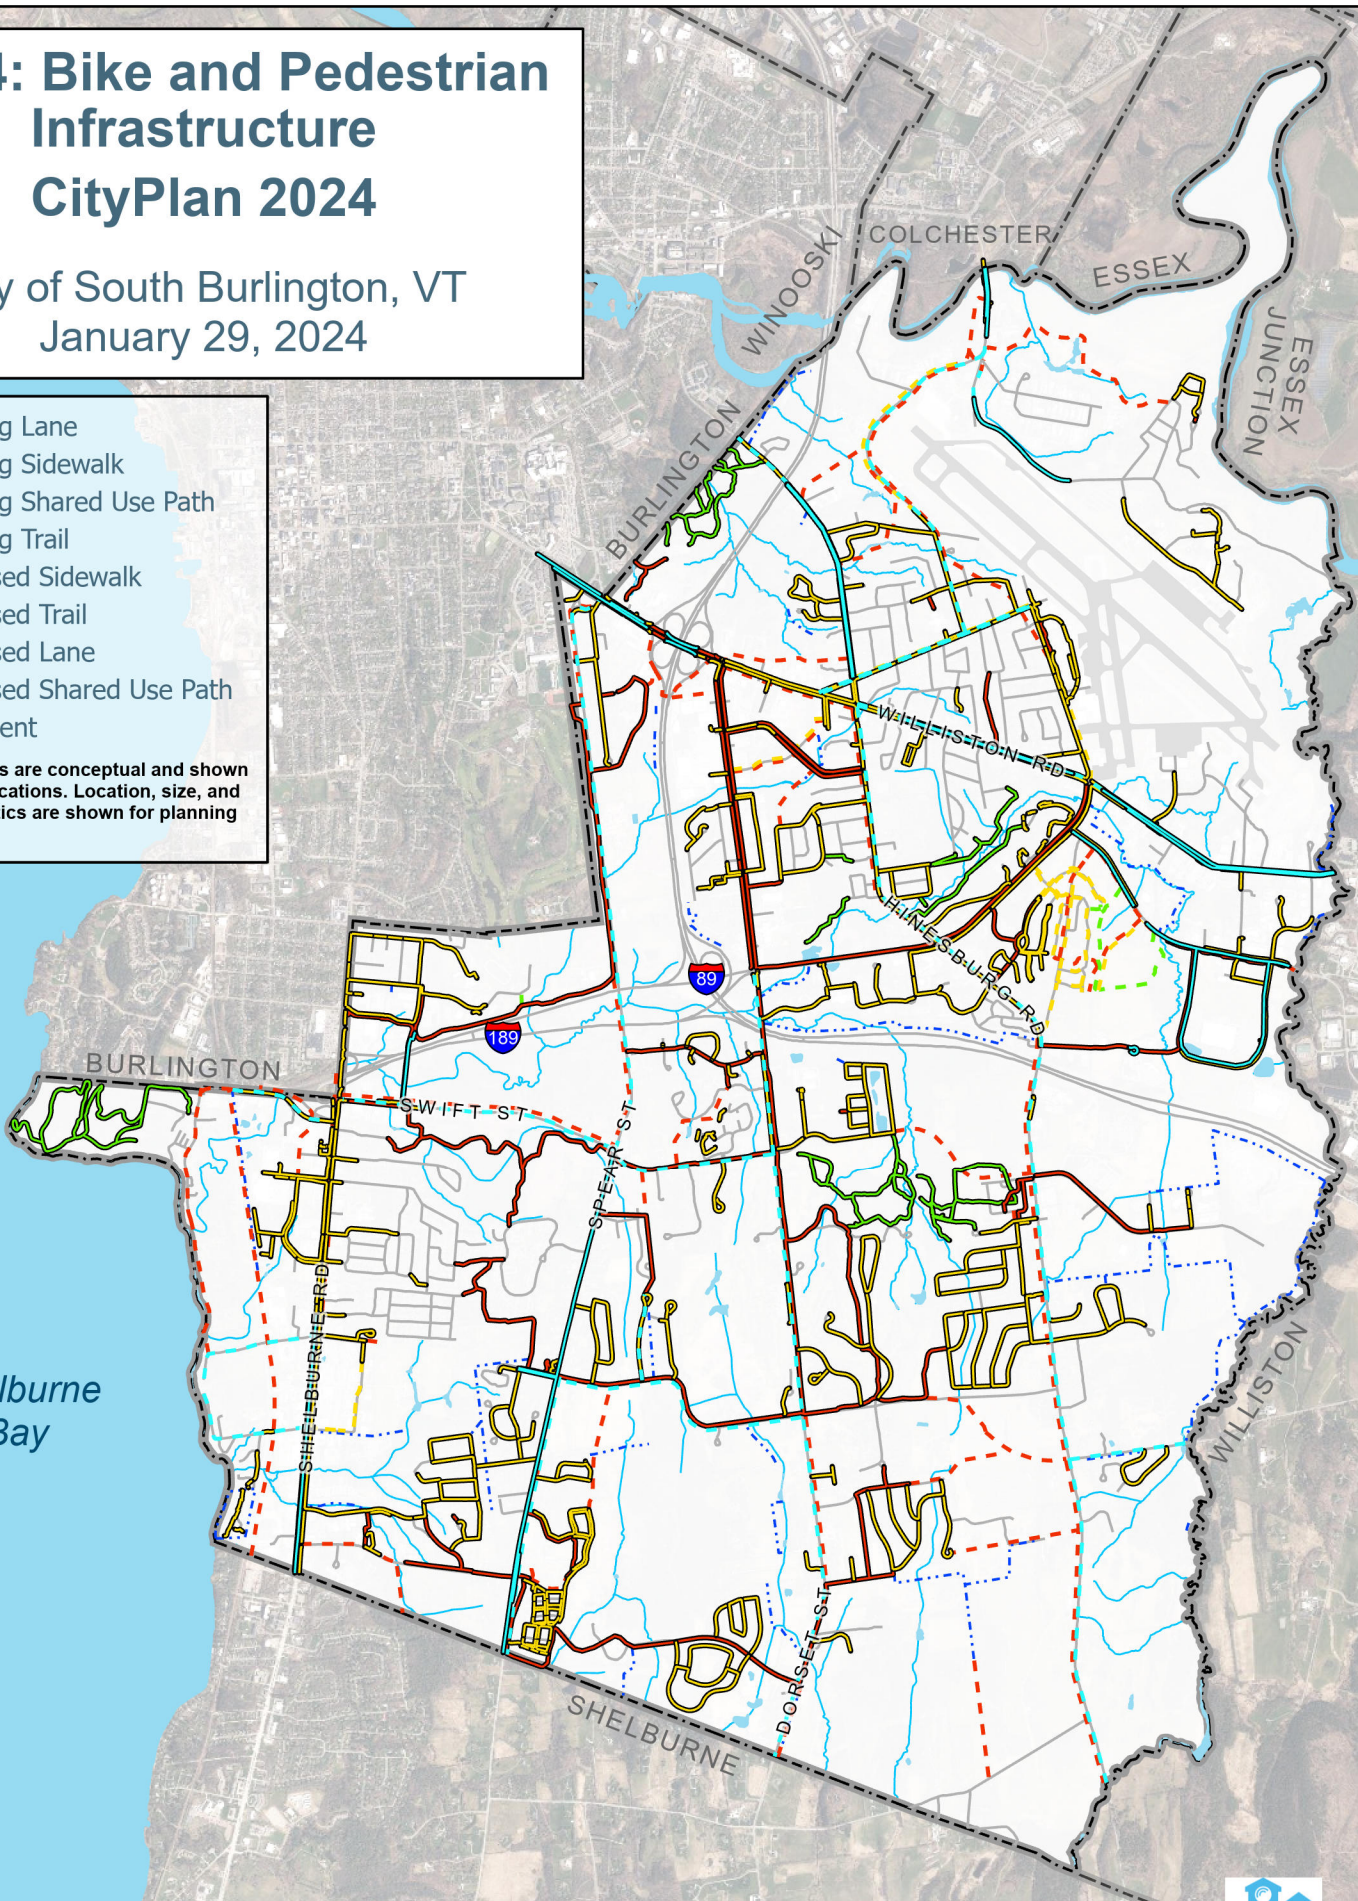 4: Bike and Pedestrian
Infrastructure
CityPlan 2024
y of South Burlington, VT
January 29, 2024
g Lane
g Sidewalk
g Shared Use Path
g Trail
sed Sidewalk
sed Trail
sed Lane
sed Shared Use Path
ent
s are conceptual and shown
cations. Location, size, and
tics are shown for planning
COLCHESTER
ESSEX
WINOOSKI
ESSEX
JUNCTION
BURLINGTON
WILLISTON RD
HINESBURG RD
89
189
BURLINGTON
SWIFT ST
SPEAR ST
SHELBURNE RD
WILLISTON
lburne
Bay
DORSET ST
SHELBURNE